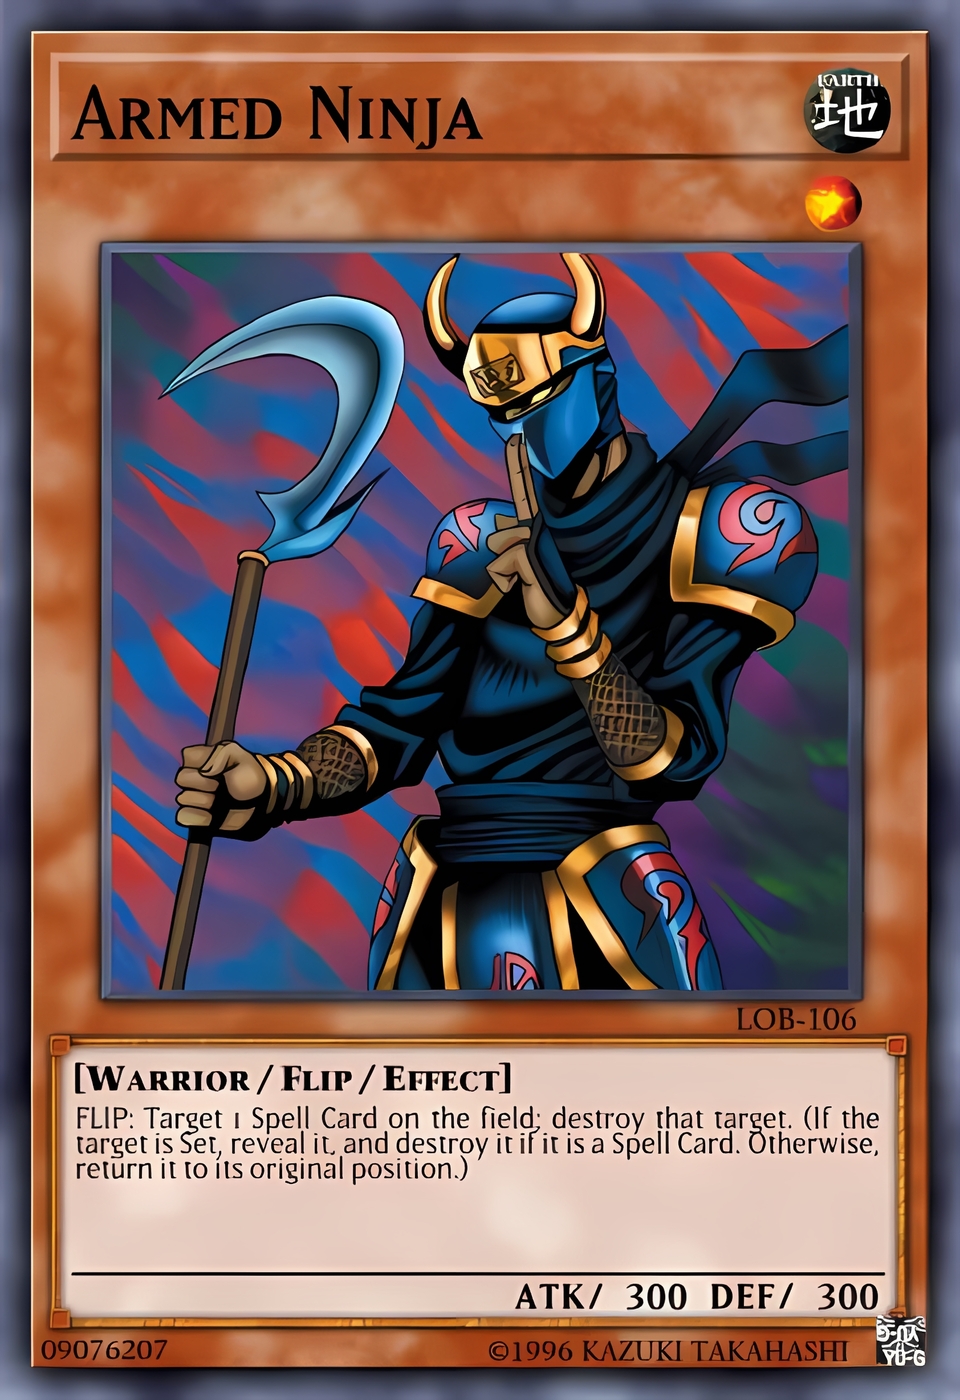 ARMED NINJA
EARTH
地
LOB-106
[WARRIOR / FLIP / EFFECT]
FLIP: Target 1 Spell Card on the field; destroy that target. (If the
target is Set, reveal it, and destroy it if it is a Spell Card. Otherwise,
return it to its original position.)
ATK/ 300 DEF/ 300
09076207
©1996 KAZUKI TAKAHASHI